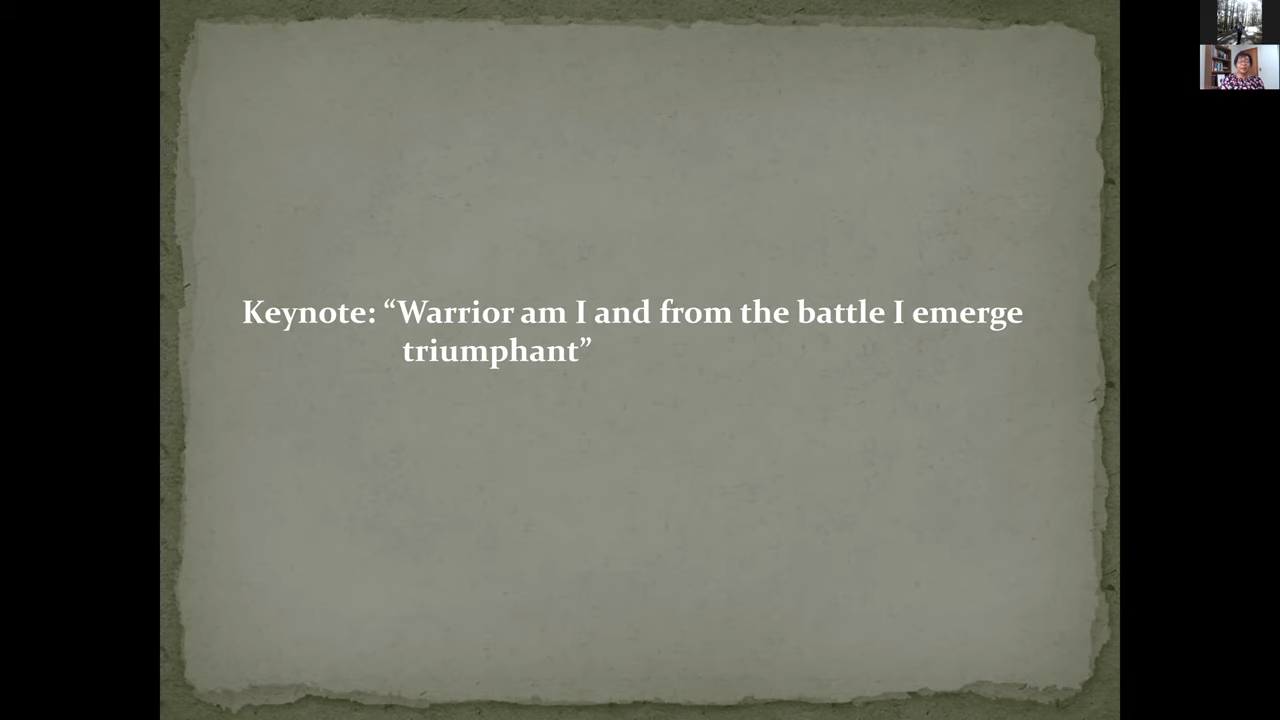 Keynote: “Warrior am I and from the battle I emerge
triumphant”